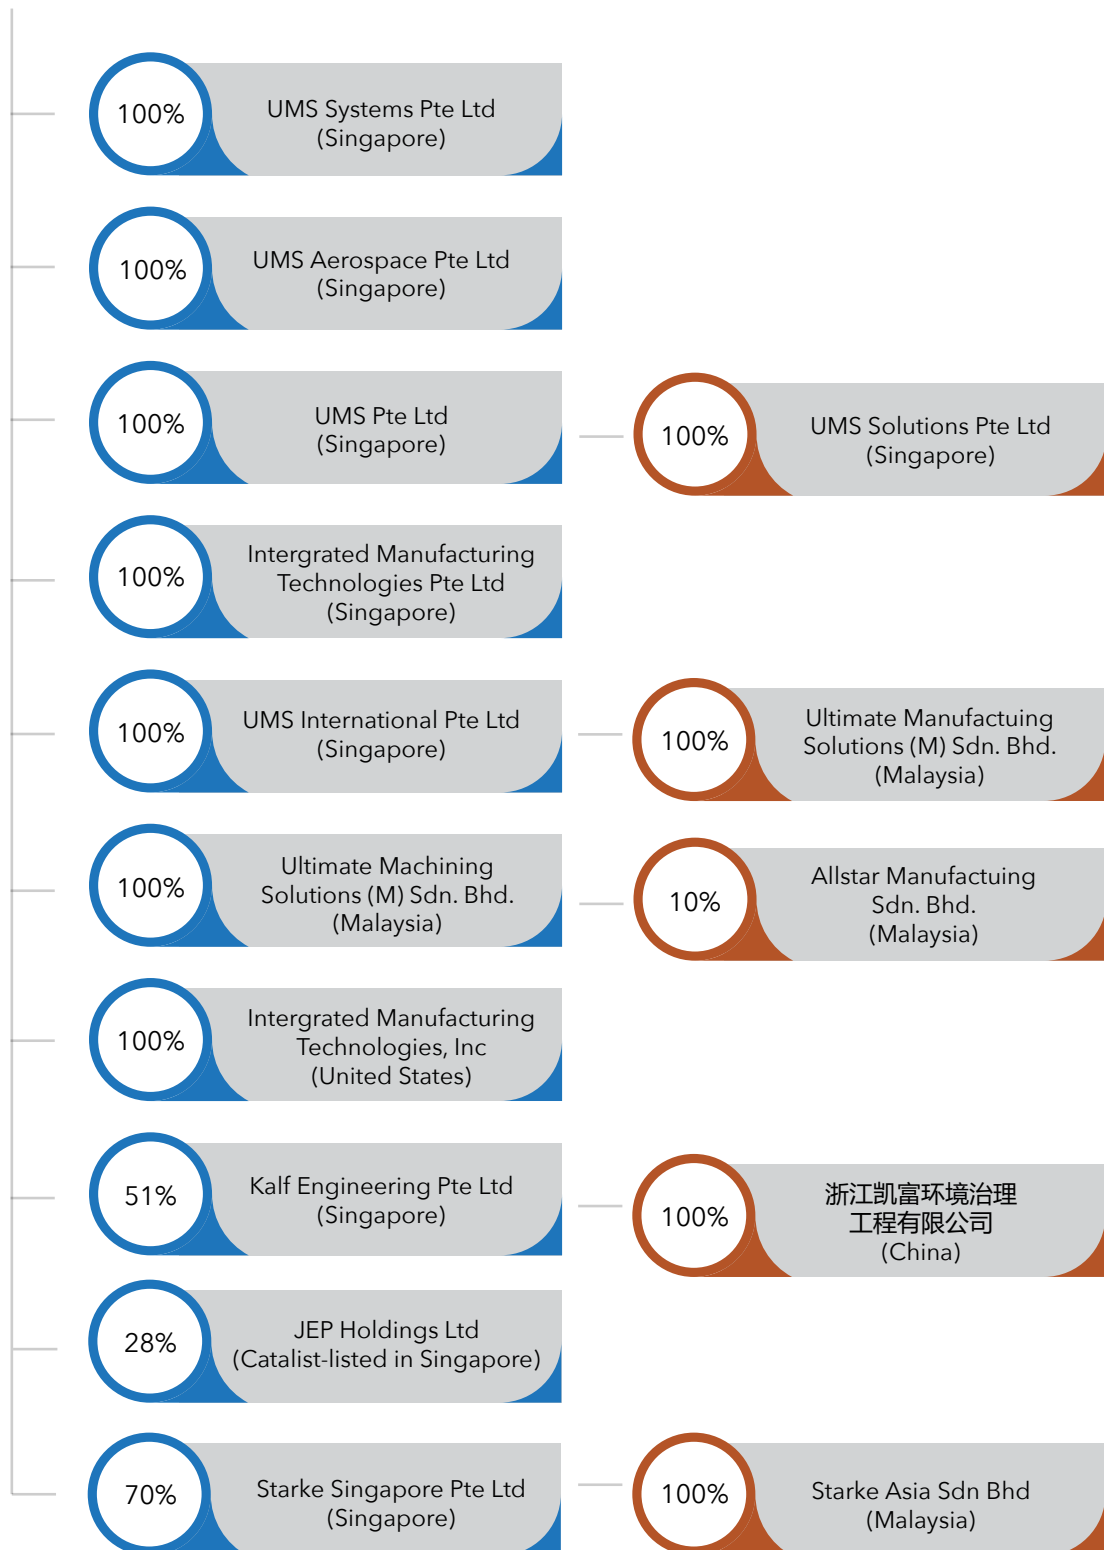 100%
UMS Systems Pte Ltd
(Singapore)
100%
UMS Aerospace Pte Ltd
(Singapore)
100%
UMS Pte Ltd
(Singapore)
100%
UMS Solutions Pte Ltd
(Singapore)
100%
Intergrated Manufacturing
Technologies Pte Ltd
(Singapore)
100%
UMS International Pte Ltd
(Singapore)
100%
Ultimate Manufactuing
Solutions (M) Sdn. Bhd.
(Malaysia)
100%
Ultimate Machining
Solutions (M) Sdn. Bhd.
(Malaysia)
10%
Allstar Manufactuing
Sdn. Bhd.
(Malaysia)
100%
Intergrated Manufacturing
Technologies, Inc
(United States)
51%
Kalf Engineering Pte Ltd
(Singapore)
100%
浙江凯富环境治理
工程有限公司
(China)
28%
JEP Holdings Ltd
(Catalist-listed in Singapore)
70%
Starke Singapore Pte Ltd
(Singapore)
100%
Starke Asia Sdn Bhd
(Malaysia)